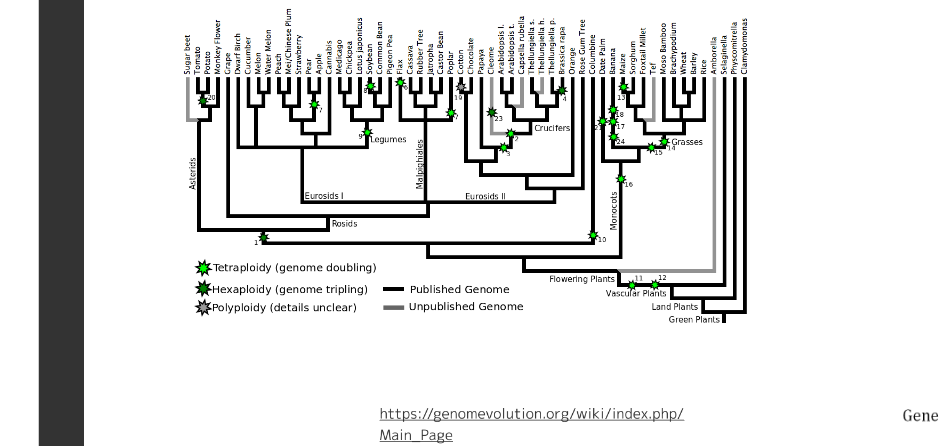 Sugar beet
Tomato
Potato
Monkey Flower
Grape
Dwarf Birch
Cucumber
Melon
Water Melon
Peach
Mei/Chinese Plum
Strawberry
Pear
Apple
Cannabis
Medicago
Chickpea
Lotus japonicus
Soybean
Common Bean
Pigeon Pea
Flax
Cassava
Rubber Tree
Jatropha
Castor Bean
Poplar
Cotton
Chocolate
Papaya
Cleome
Arabidopsis l.
Arabidopsis t.
Capsella rubella
Thellungiella s.
Thellungiella h.
Thellungiella p.
Brassica rapa
Orange
Rose Gum Tree
Columbine
Date Palm
Banana
Maize
Sorghum
Foxtail Millet
Tef
Moso Bamboo
Brachypodium
Wheat
Barley
Rice
Amborella
Selaginella
Physcomitrella
Clamydomonas
20
7
8
9
6
7
19
23
4
13
18
17
24
15
14
16
10
1
11
12
Crucifers
Legumes
Grasses
Asterids
Malpighiales
Monocots
Eurosids I
Eurosids II
Rosids
Tetraploidy (genome doubling)
Hexaploidy (genome tripling)
Polyploidy (details unclear)
Published Genome
Unpublished Genome
Flowering Plants
Vascular Plants
Land Plants
Green Plants
https://genomevolution.org/wiki/index.php/
Main_Page
Gene